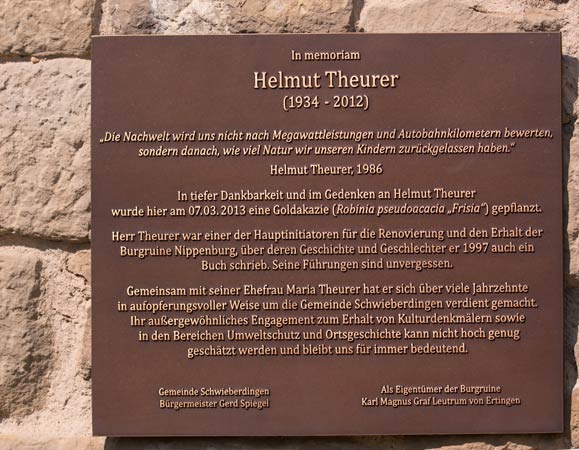 In memoriam
Helmut Theurer
(1934 - 2012)
„Die Nachwelt wird uns nicht nach Megawattleistungen und Autobahnkilometern bewerten,
sondern danach, wie viel Natur wir unseren Kindern zurückgelassen haben.“
Helmut Theurer, 1986
In tiefer Dankbarkeit und im Gedenken an Helmut Theurer
wurde hier am 07.03.2013 eine Goldakazie (Robinia pseudoacacia „Frisia“) gepflanzt.
Herr Theurer war einer der Hauptinitiatoren für die Renovierung und den Erhalt der
Burgruine Nippenburg, über deren Geschichte und Geschlechter er 1997 auch ein
Buch schrieb. Seine Führungen sind unvergessen.
Gemeinsam mit seiner Ehefrau Maria Theurer hat er sich über viele Jahrzehnte
in aufopferungsvoller Weise um die Gemeinde Schwieberdingen verdient gemacht.
Ihr außergewöhnliches Engagement zum Erhalt von Kulturdenkmälern sowie
in den Bereichen Umweltschutz und Ortsgeschichte kann nicht hoch genug
geschätzt werden und bleibt uns für immer bedeutend.
Gemeinde Schwieberdingen
Bürgermeister Gerd Spiegel
Als Eigentümer der Burgruine
Karl Magnus Graf Leutrum von Ertingen